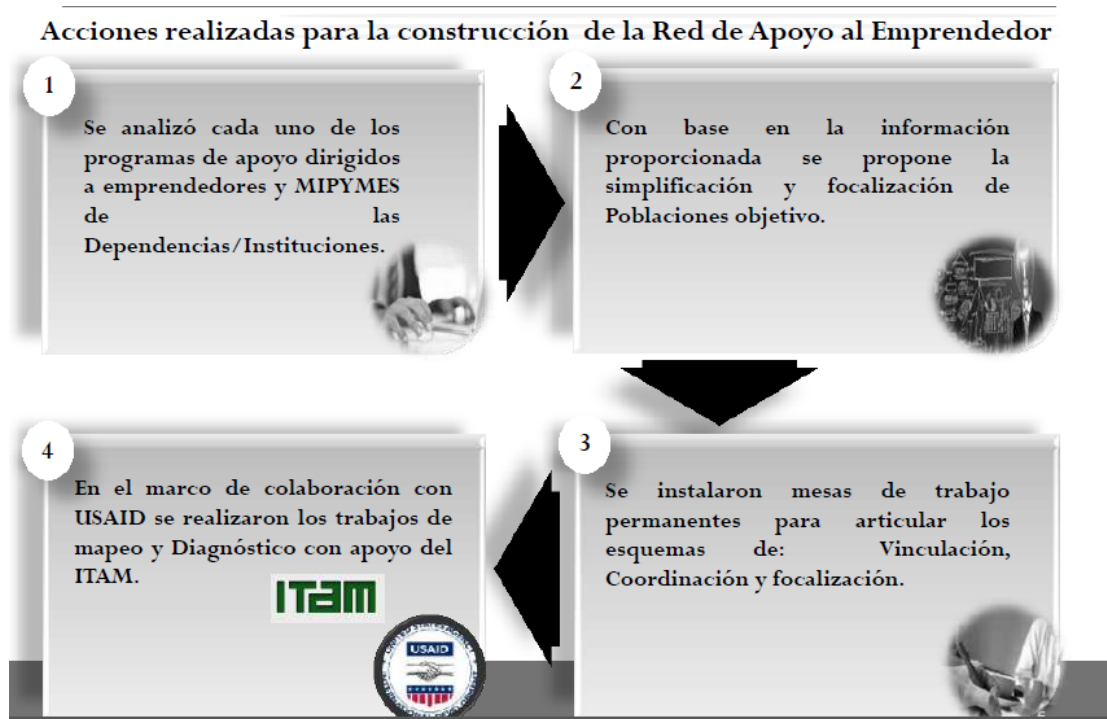 Acciones realizadas para la construcción de la Red de Apoyo al Emprendedor
1
Se analizó cada uno de los
programas de apoyo dirigidos
a emprendedores y MIPYMES
de las
Dependencias/Instituciones.
2
Con base en la información
proporcionada se propone la
simplificación y focalización de
Poblaciones objetivo.
3
Se instalaron mesas de trabajo
permanentes para articular los
esquemas de: Vinculación,
Coordinación y focalización.
4
En el marco de colaboración con
USAID se realizaron los trabajos de
mapeo y Diagnóstico con apoyo del
ITAM.
ITAM
USAID